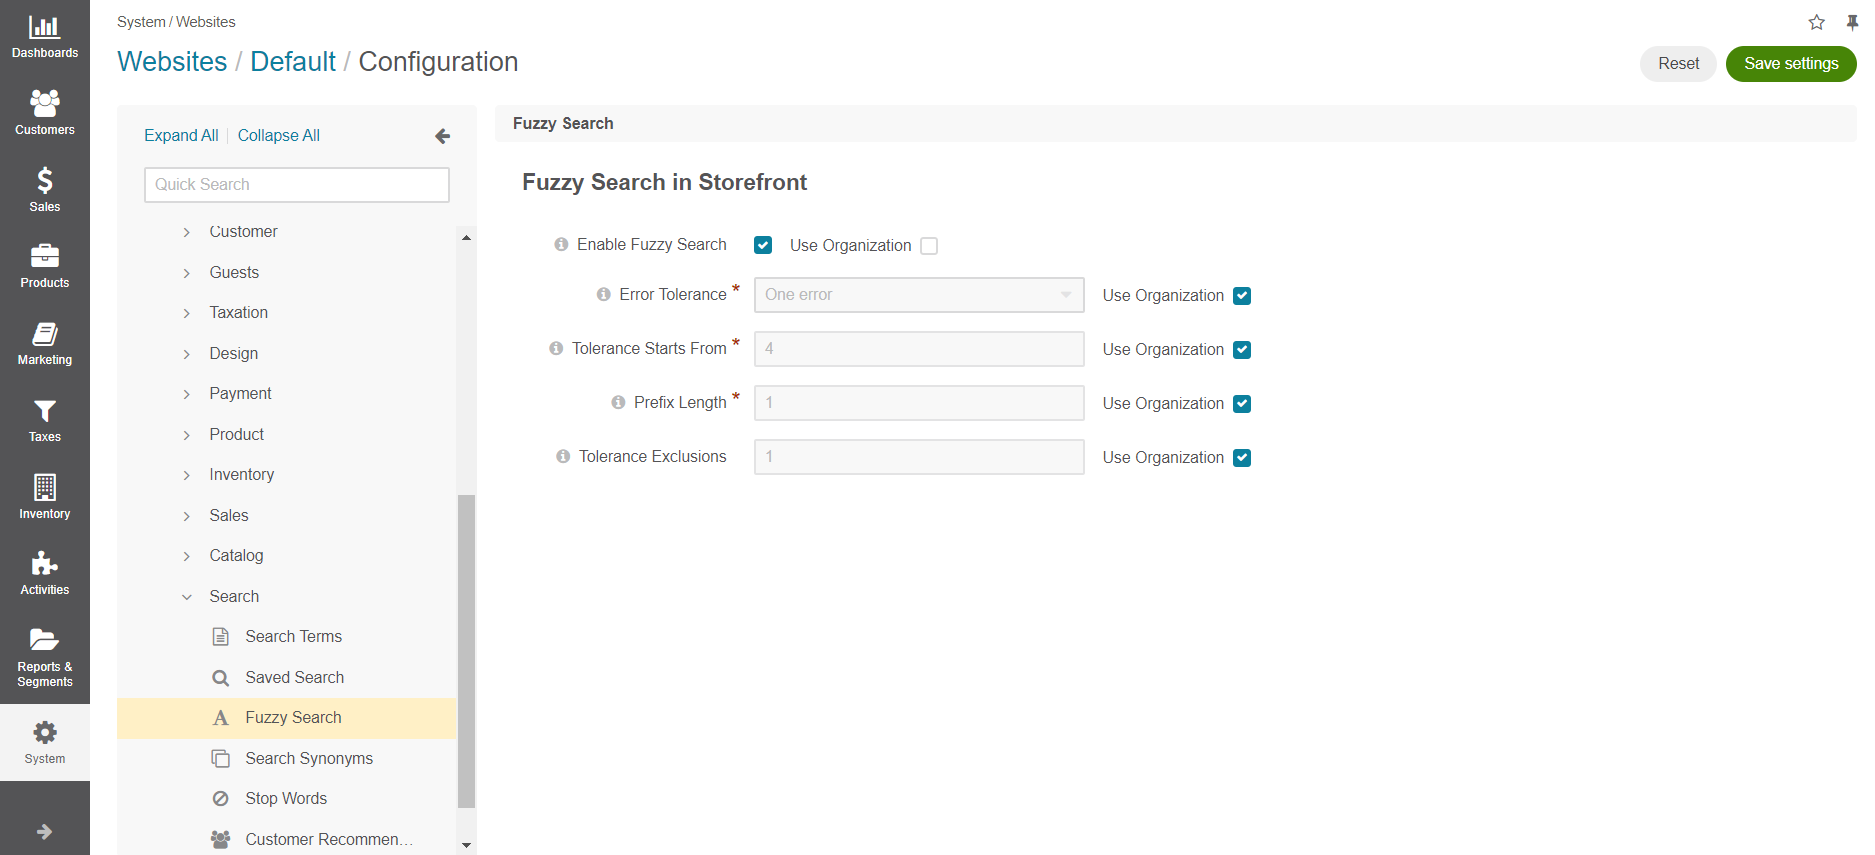 Dashboards
Customers
Sales
Products
Marketing
Taxes
Inventory
Activities
Reports &
Segments
System
System / Websites
Websites / Default / Configuration
Reset
Save settings
Expand All
Collapse All
Quick Search
Customer
Guests
Taxation
Design
Payment
Product
Inventory
Sales
Catalog
Search
Search Terms
Saved Search
Fuzzy Search
Search Synonyms
Stop Words
Customer Recommen...
Fuzzy Search
Fuzzy Search in Storefront
Enable Fuzzy Search Use Organization
Error Tolerance * One error Use Organization
Tolerance Starts From * 4 Use Organization
Prefix Length * 1 Use Organization
Tolerance Exclusions 1 Use Organization